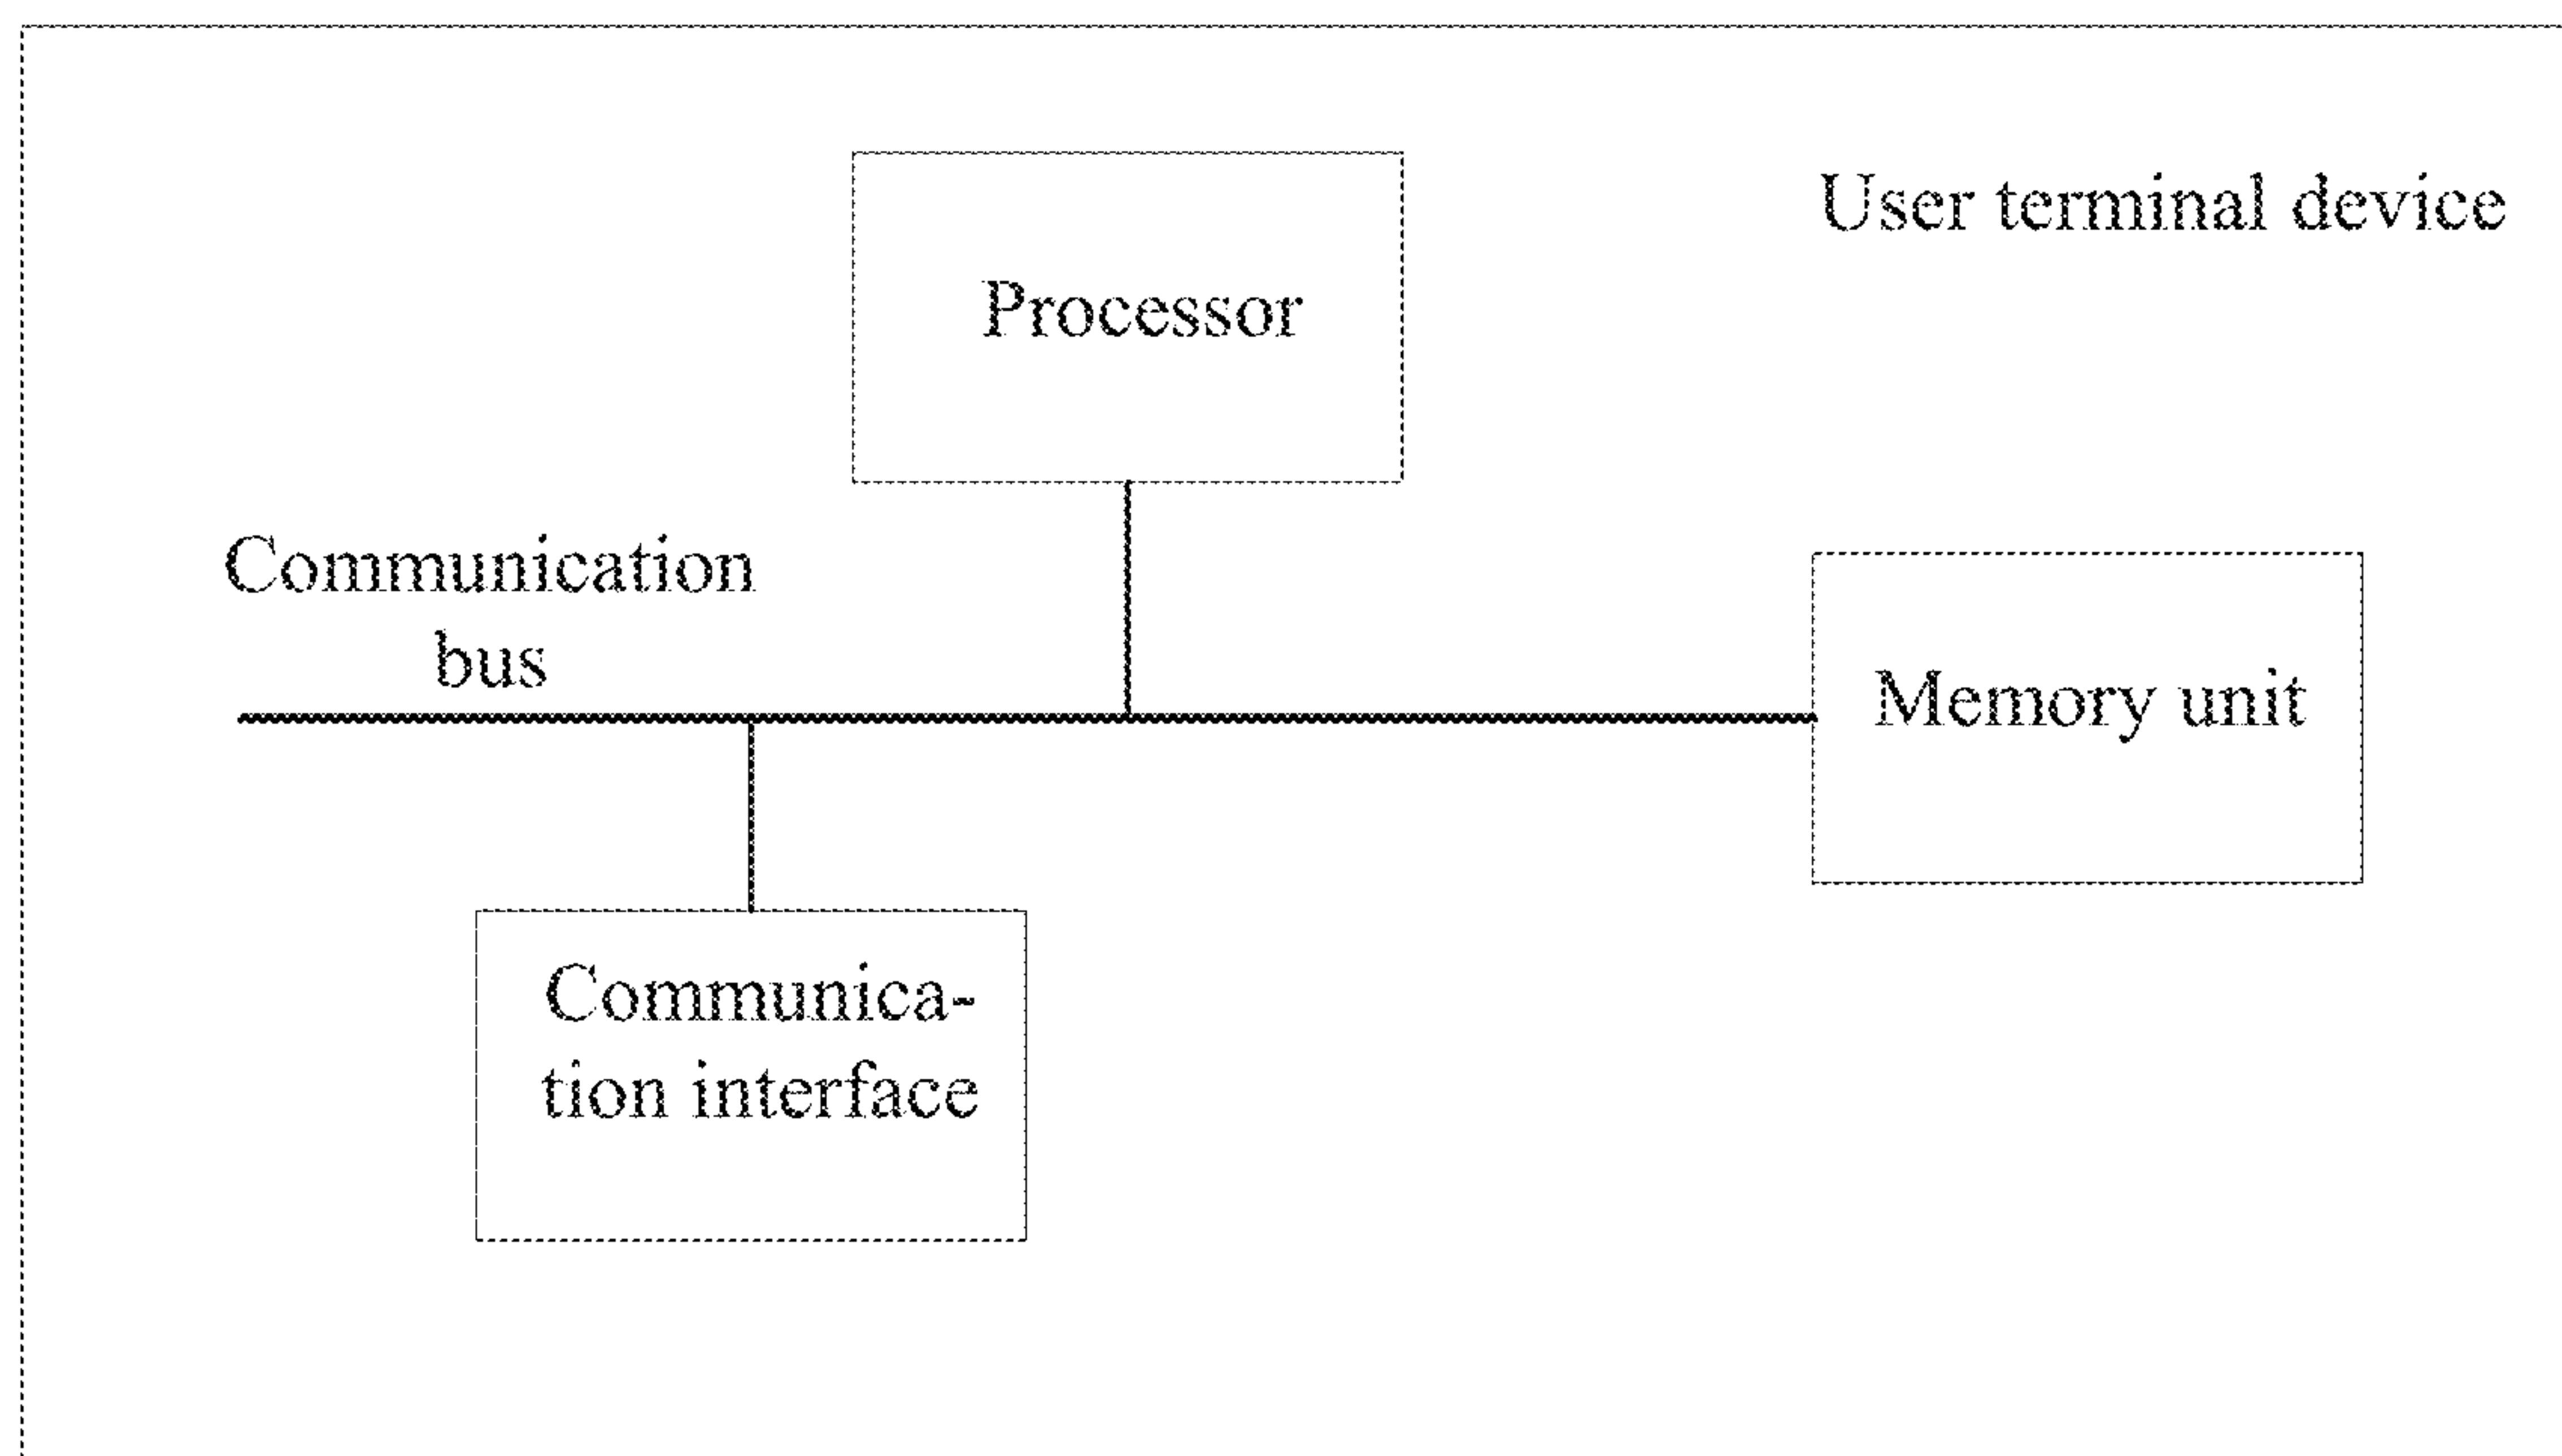 User terminal device
Processor
Communication
bus
Memory unit
Communica-
tion interface